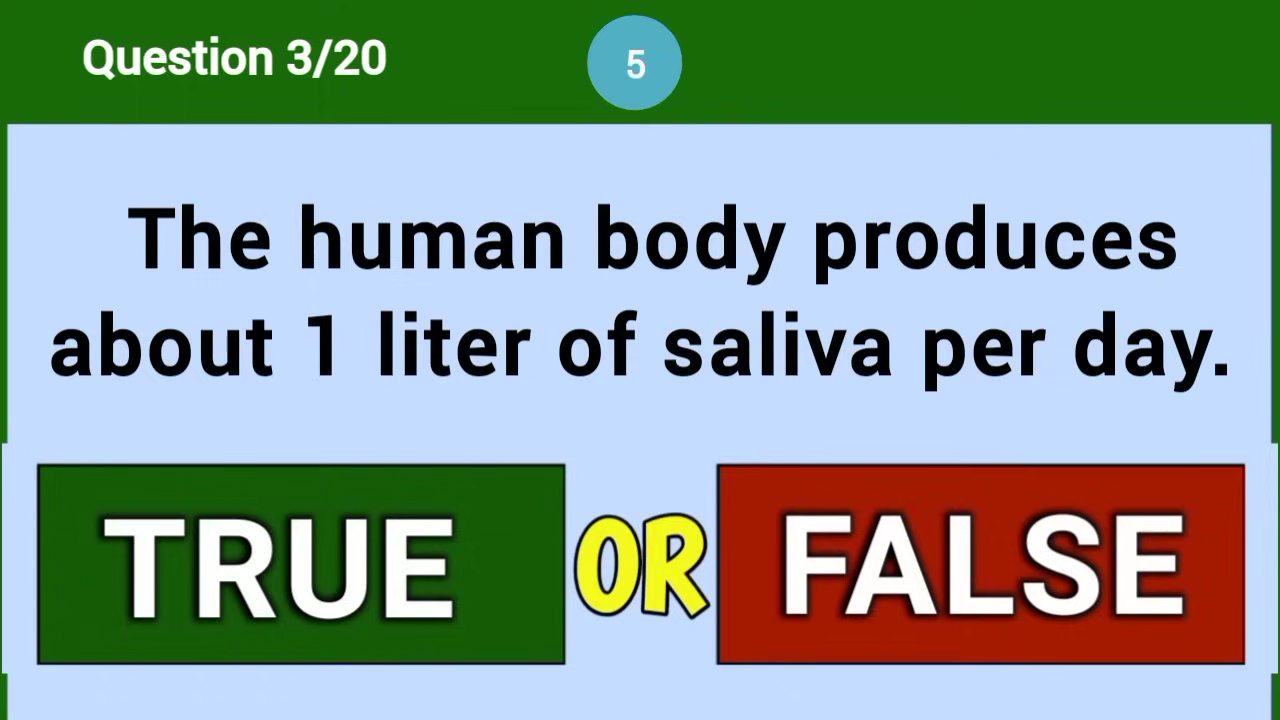 Question 3/20
5
The human body produces
about 1 liter of saliva per day.
TRUE OR FALSE